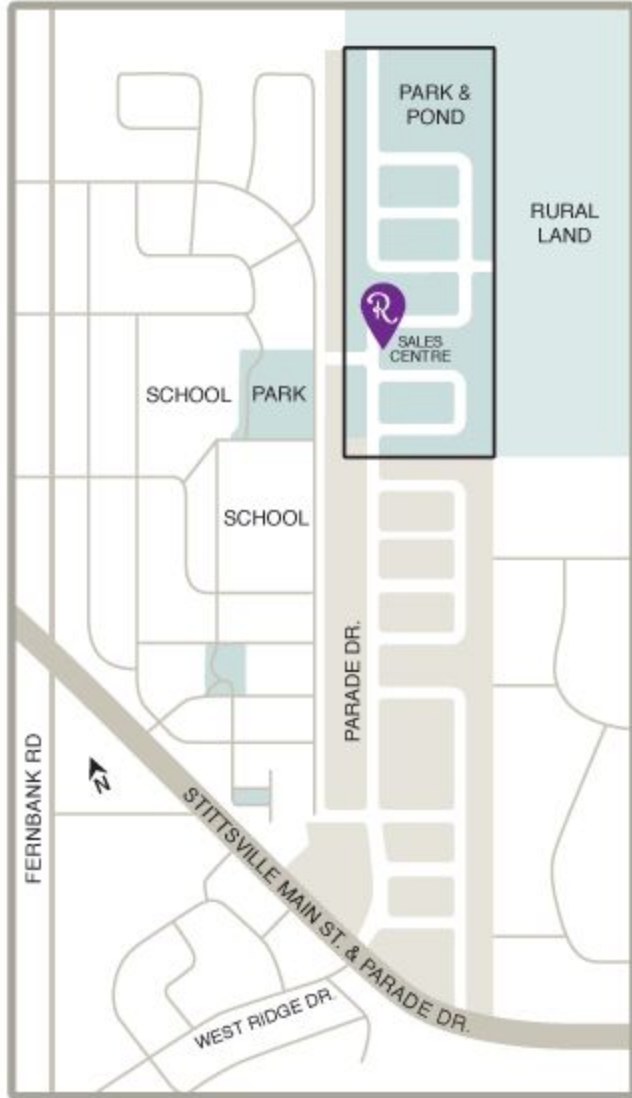 PARK &
POND
RURAL
LAND
R
SALES
CENTRE
SCHOOL
PARK
SCHOOL
PARADE DR.
FERNBANK RD
N
STITTSVILLE MAIN ST. & PARADE DR.
WEST RIDGE DR.